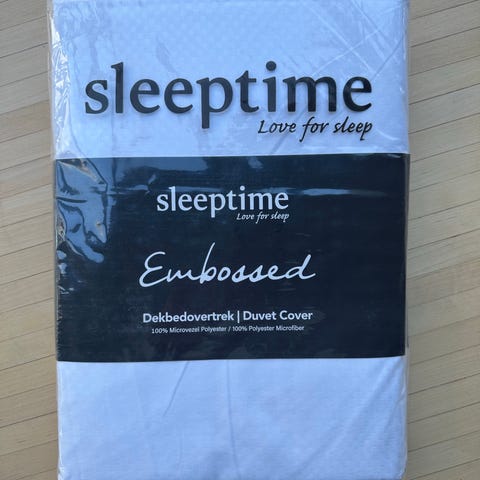 sleeptime
Love for sleep
sleeptime
Love for sleep
Embossed
Dekbedovertrek | Duvet Cover
100% Microvezel Polyester / 100% Polyester Microfiber